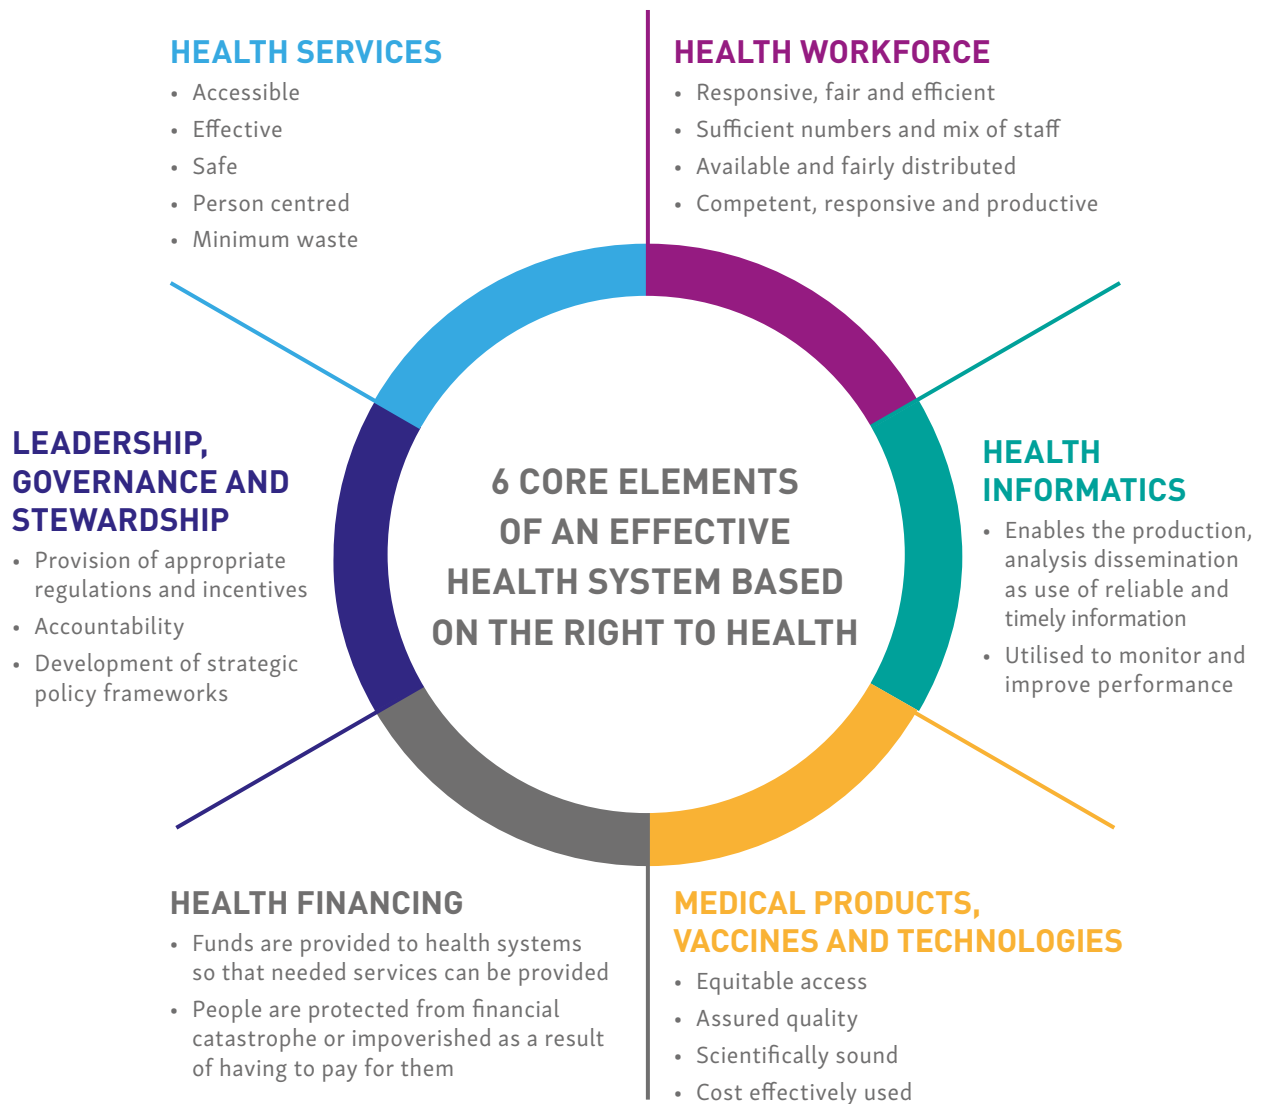 HEALTH SERVICES
• Accessible
• Effective
• Safe
• Person centred
• Minimum waste
HEALTH WORKFORCE
• Responsive, fair and efficient
• Sufficient numbers and mix of staff
• Available and fairly distributed
• Competent, responsive and productive
LEADERSHIP,
GOVERNANCE AND
STEWARDSHIP
• Provision of appropriate
regulations and incentives
• Accountability
• Development of strategic
policy frameworks
6 CORE ELEMENTS
OF AN EFFECTIVE
HEALTH SYSTEM BASED
ON THE RIGHT TO HEALTH
HEALTH
INFORMATICS
• Enables the production,
analysis dissemination
as use of reliable and
timely information
• Utilised to monitor and
improve performance
HEALTH FINANCING
• Funds are provided to health systems
so that needed services can be provided
• People are protected from financial
catastrophe or impoverished as a result
of having to pay for them
MEDICAL PRODUCTS,
VACCINES AND TECHNOLOGIES
• Equitable access
• Assured quality
• Scientifically sound
• Cost effectively used